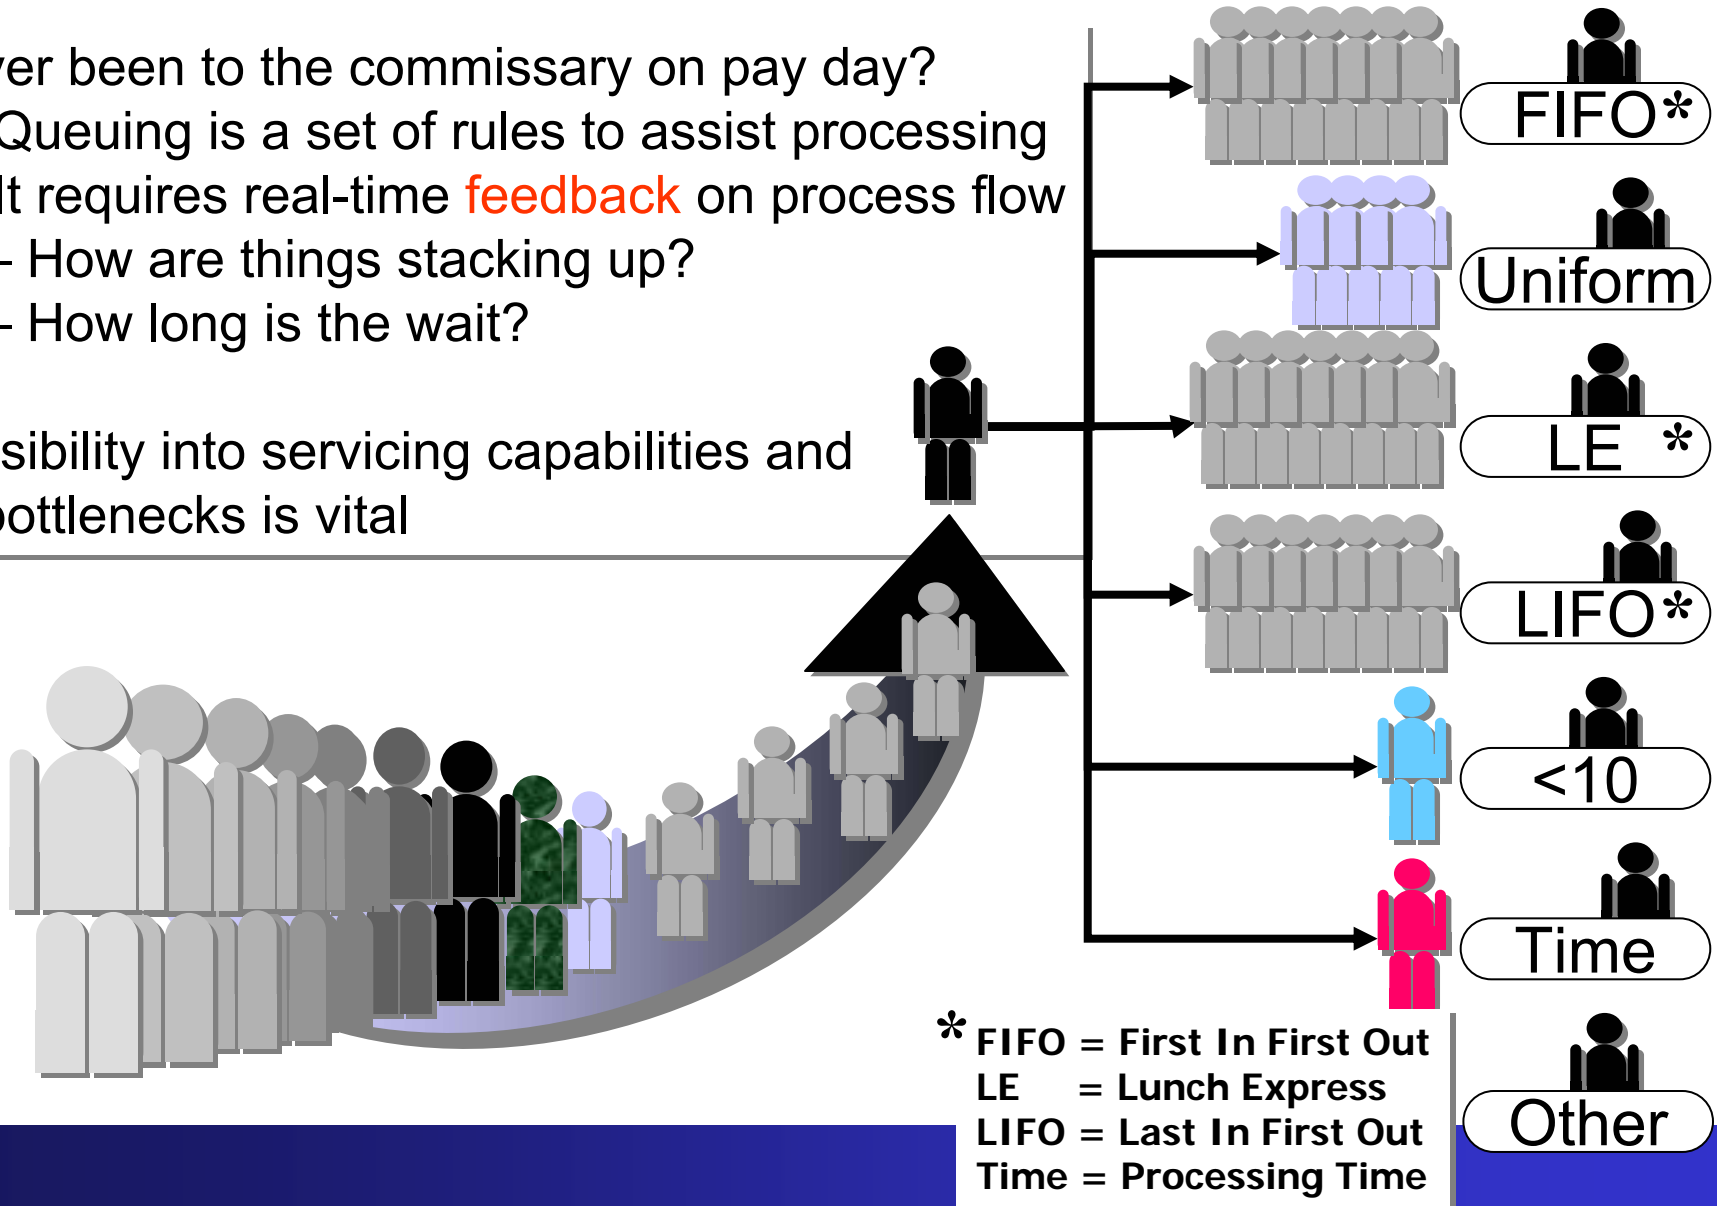 ver been to the commissary on pay day?
Queuing is a set of rules to assist processing
It requires real-time feedback on process flow
– How are things stacking up?
– How long is the wait?
sibility into servicing capabilities and
bottlenecks is vital
FIFO*
Uniform
LE *
LIFO*
<10
Time
Other
* FIFO = First In First Out
LE = Lunch Express
LIFO = Last In First Out
Time = Processing Time